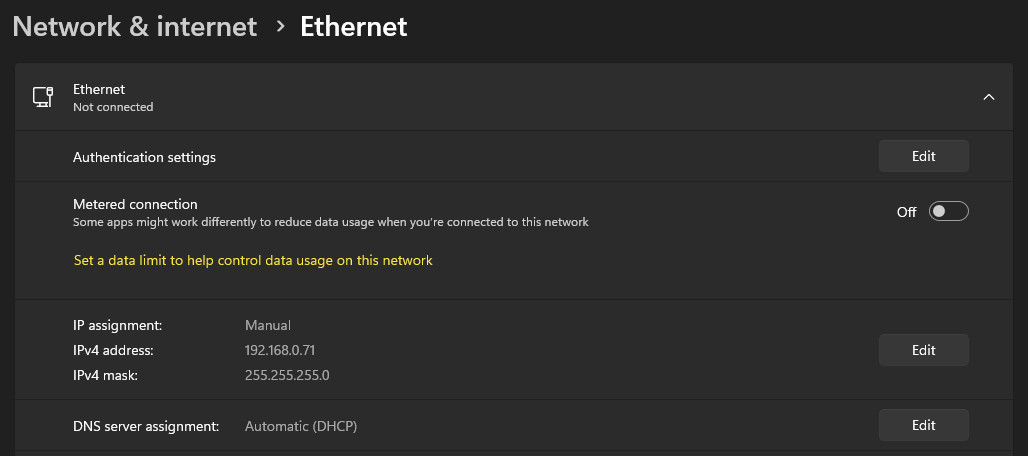 Network & internet > Ethernet
Ethernet
Not connected
Authentication settings
Edit
Metered connection
Some apps might work differently to reduce data usage when you're connected to this network
Off
Set a data limit to help control data usage on this network
IP assignment: Manual
IPv4 address: 192.168.0.71
Edit
IPv4 mask: 255.255.255.0
DNS server assignment: Automatic (DHCP)
Edit